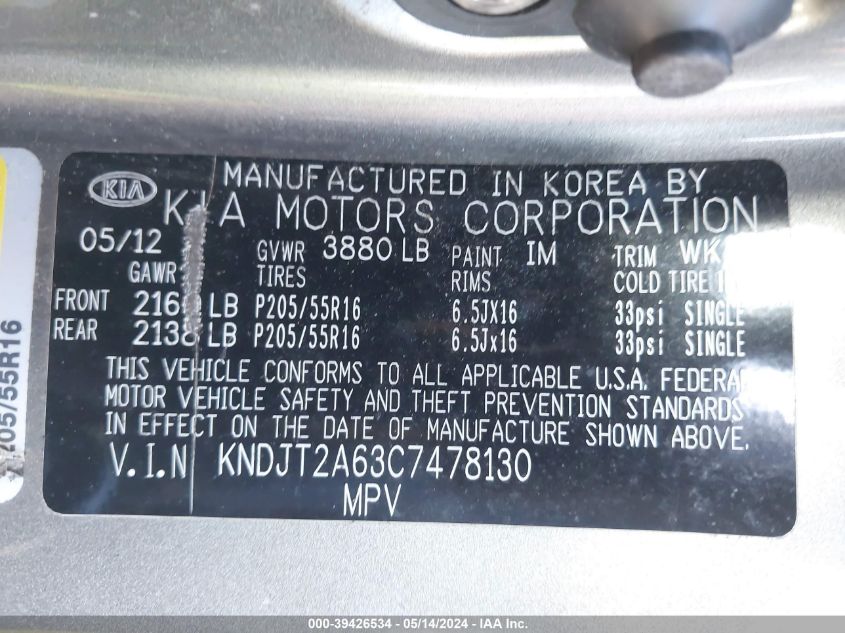 MANUFACTURED IN KOREA BY
KIA KIA MOTORS CORPORATION
05/12 GVWR 3880 LB PAINT IM TRIM
GAWR TIRES RIMS COLD TIRE
FRONT LB P205/55R16 6.5JX16 33psi SINGLE
REAR 2138 LB P205/55R16 6.5Jx16 33psi SINGLE
THIS VEHICLE CONFORMS TO ALL APPLICABLE U.S.A. FEDERAL
MOTOR VEHICLE SAFETY AND THEFT PREVENTION STANDARDS
IN EFFECT ON THE DATE OF MANUFACTURE SHOWN ABOVE.
V.I.N KNDJT2A63C7478130
MPV
205/55R16
000-39426534 - 05/14/2024 - IAA Inc.